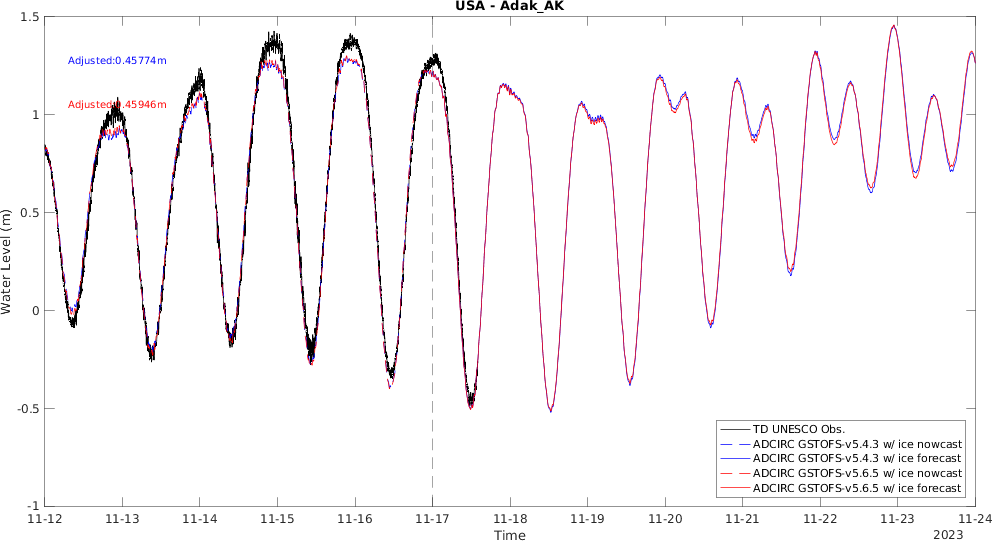 USA - Adak_AK
1.5
1
0.5
0
-0.5
-1
Water Level (m)
Adjusted:0.45774m
Adjusted:0.45946m
TD UNESCO Obs.
ADCIRC GSTOFS-v5.4.3 w/ ice nowcast
ADCIRC GSTOFS-v5.4.3 w/ ice forecast
ADCIRC GSTOFS-v5.6.5 w/ ice nowcast
ADCIRC GSTOFS-v5.6.5 w/ ice forecast
11-12 11-13 11-14 11-15 11-16 11-17 11-18 11-19 11-20 11-21 11-22 11-23 11-24
Time
2023